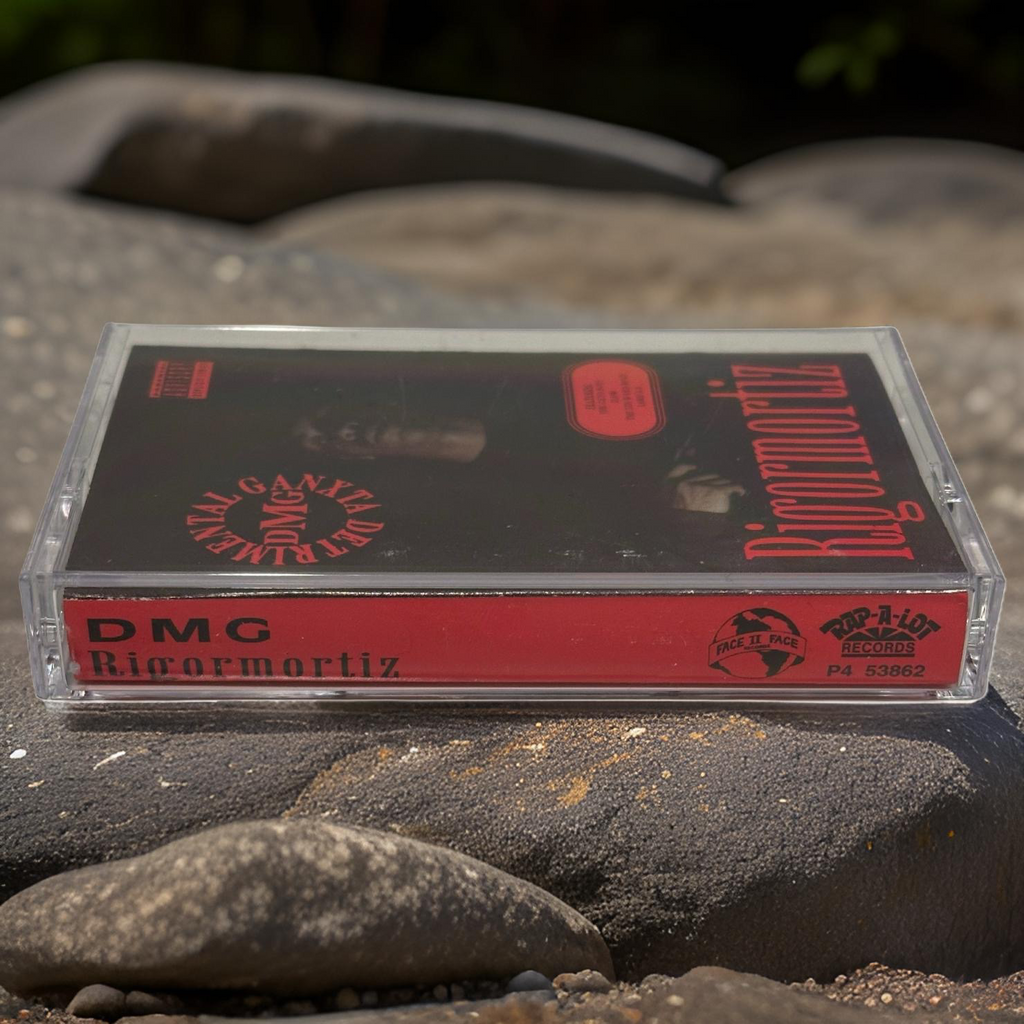 Rigormortiz
DETRIMENTAL GANXTA
DMG
DMG
Rigormortiz
FACE II FACE
RAP-A-LOT
RECORDS
P4 53862